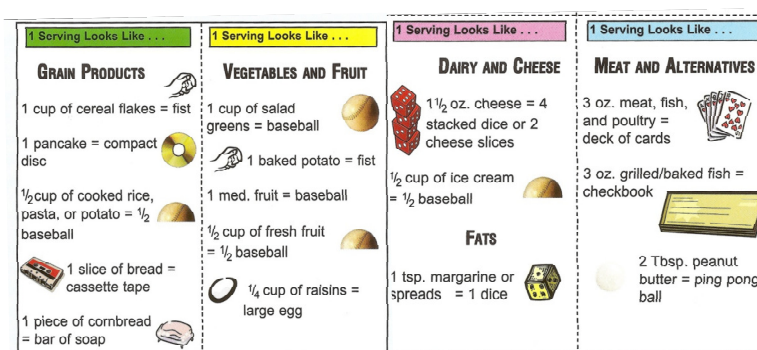 1 Serving Looks Like . . .
GRAIN PRODUCTS
1 cup of cereal flakes = fist
1 pancake = compact
disc
½ cup of cooked rice,
pasta, or potato = ½
baseball
1 slice of bread =
cassette tape
1 piece of cornbread
= bar of soap
1 Serving Looks Like . . .
VEGETABLES AND FRUIT
1 cup of salad
greens = baseball
1 baked potato = fist
1 med. fruit = baseball
½ cup of fresh fruit
= ½ baseball
¼ cup of raisins =
large egg
1 Serving Looks Like . . .
DAIRY AND CHEESE
1½ oz. cheese = 4
stacked dice or 2
cheese slices
½ cup of ice cream
= ½ baseball
FATS
1 tsp. margarine or
spreads = 1 dice
1 Serving Looks Like . . .
MEAT AND ALTERNATIVES
3 oz. meat, fish,
and poultry =
deck of cards
3 oz. grilled/baked fish =
checkbook
2 Tbsp. peanut
butter = ping pong
ball